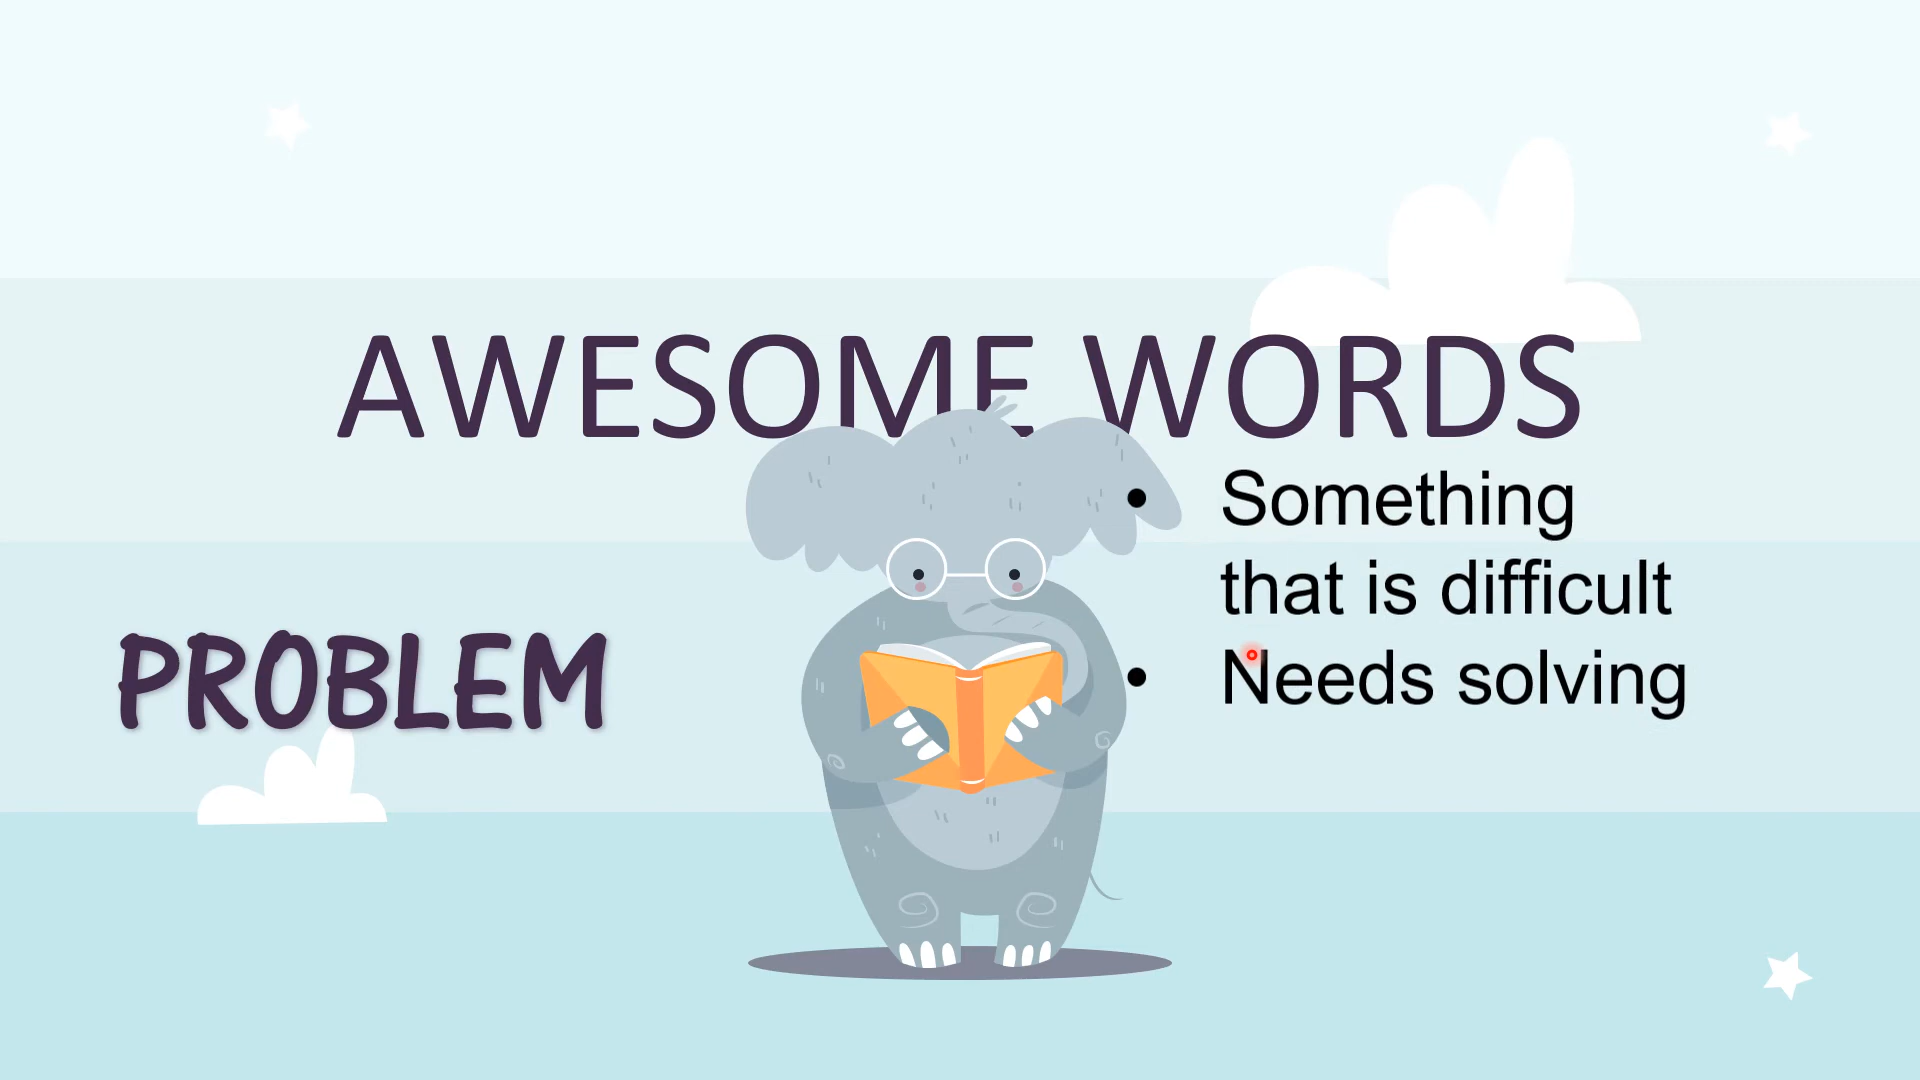 AWESOME WORDS
PROBLEM
• Something
that is difficult
• Needs solving